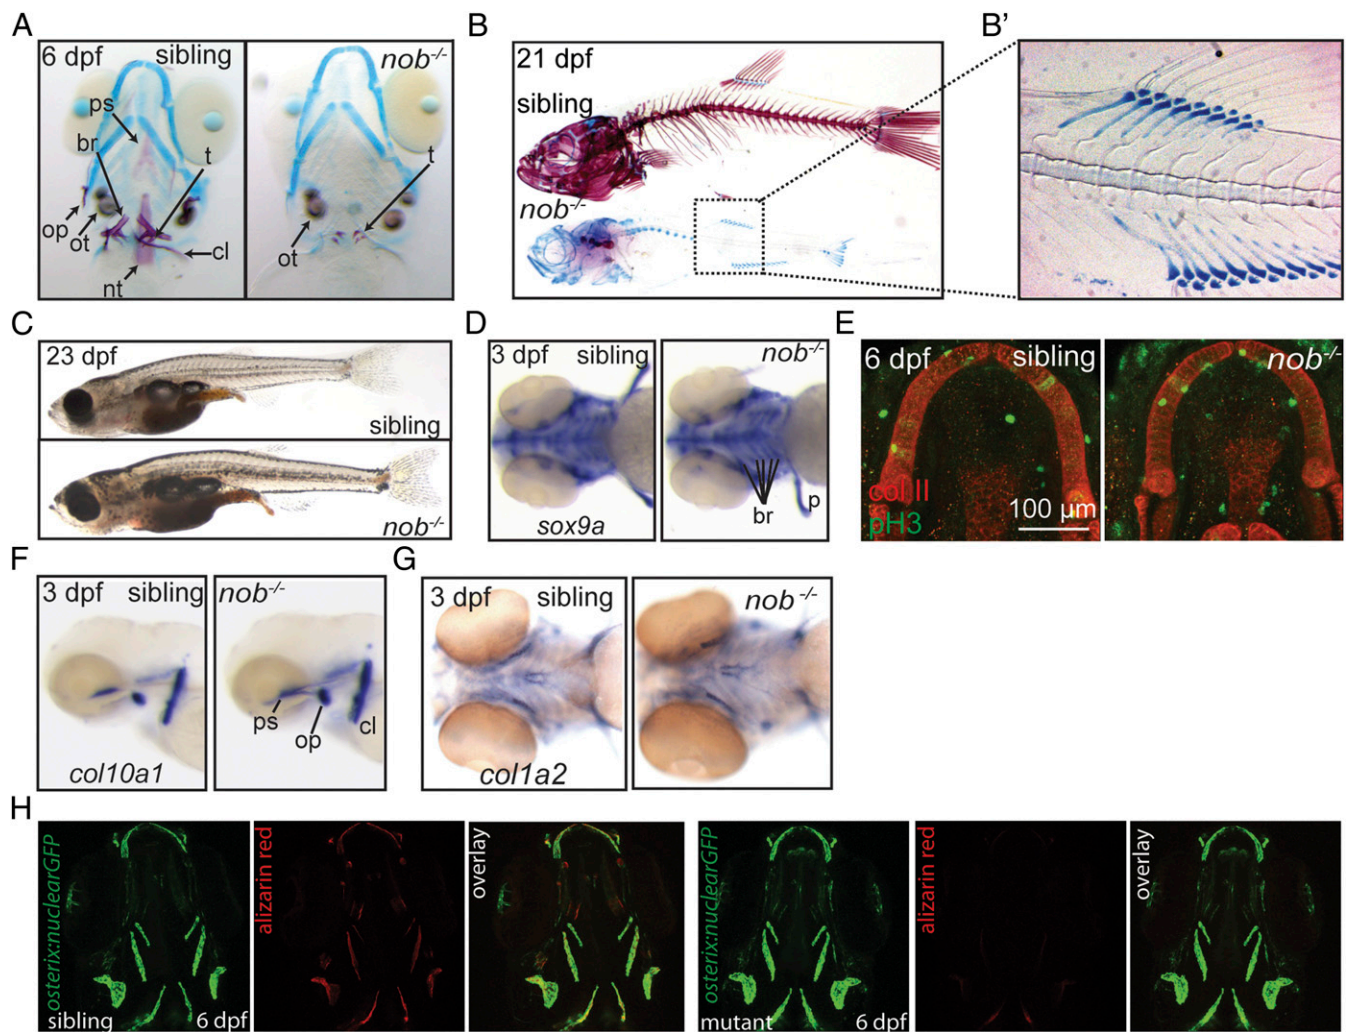 A
6 dpf sibling
nob-/-
ps
br
t
t
op
ot
cl
ot
nt
B
21 dpf
sibling
nob-/-
B’
C
23 dpf
sibling
nob-/-
D
3 dpf sibling
nob-/-
sox9a
br
p
E
6 dpf sibling
nob-/-
col II
pH3
100 µm
F
3 dpf sibling
nob-/-
ps
op
cl
col10a1
G
3 dpf sibling
nob -/-
col1a2
H
osterix:nuclearGFP
sibling
6 dpf
alizarin red
overlay
osterix:nuclearGFP
mutant
6 dpf
alizarin red
overlay